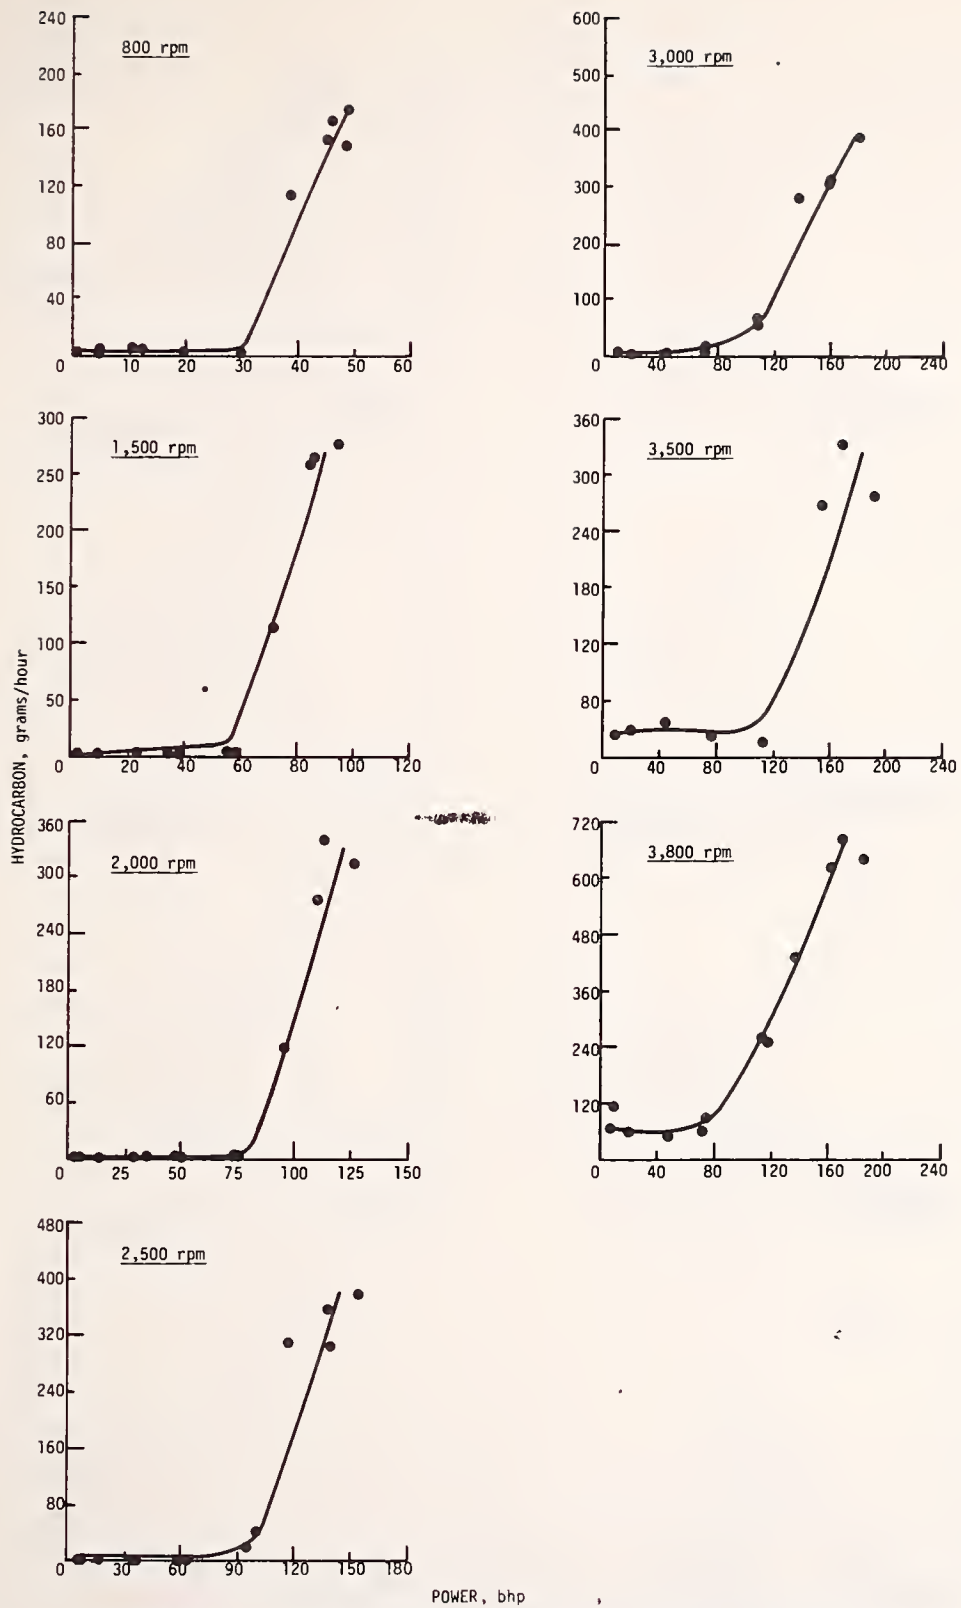 HYDROCARBON, grams/hour
800 rpm
240
200
160
120
80
40
0 10 20 30 40 50 60
1,500 rpm
300
250
200
150
100
50
0 20 40 60 80 100 120
2,000 rpm
360
300
240
180
120
60
0 25 50 75 100 125 150
2,500 rpm
480
400
320
240
160
80
0 30 60 90 120 150 180
3,000 rpm
600
500
400
300
200
100
0 40 80 120 160 200 240
3,500 rpm
360
300
240
180
120
80
0 40 80 120 160 200 240
3,800 rpm
720
600
480
360
240
120
0 40 80 120 160 200 240
POWER, bhp